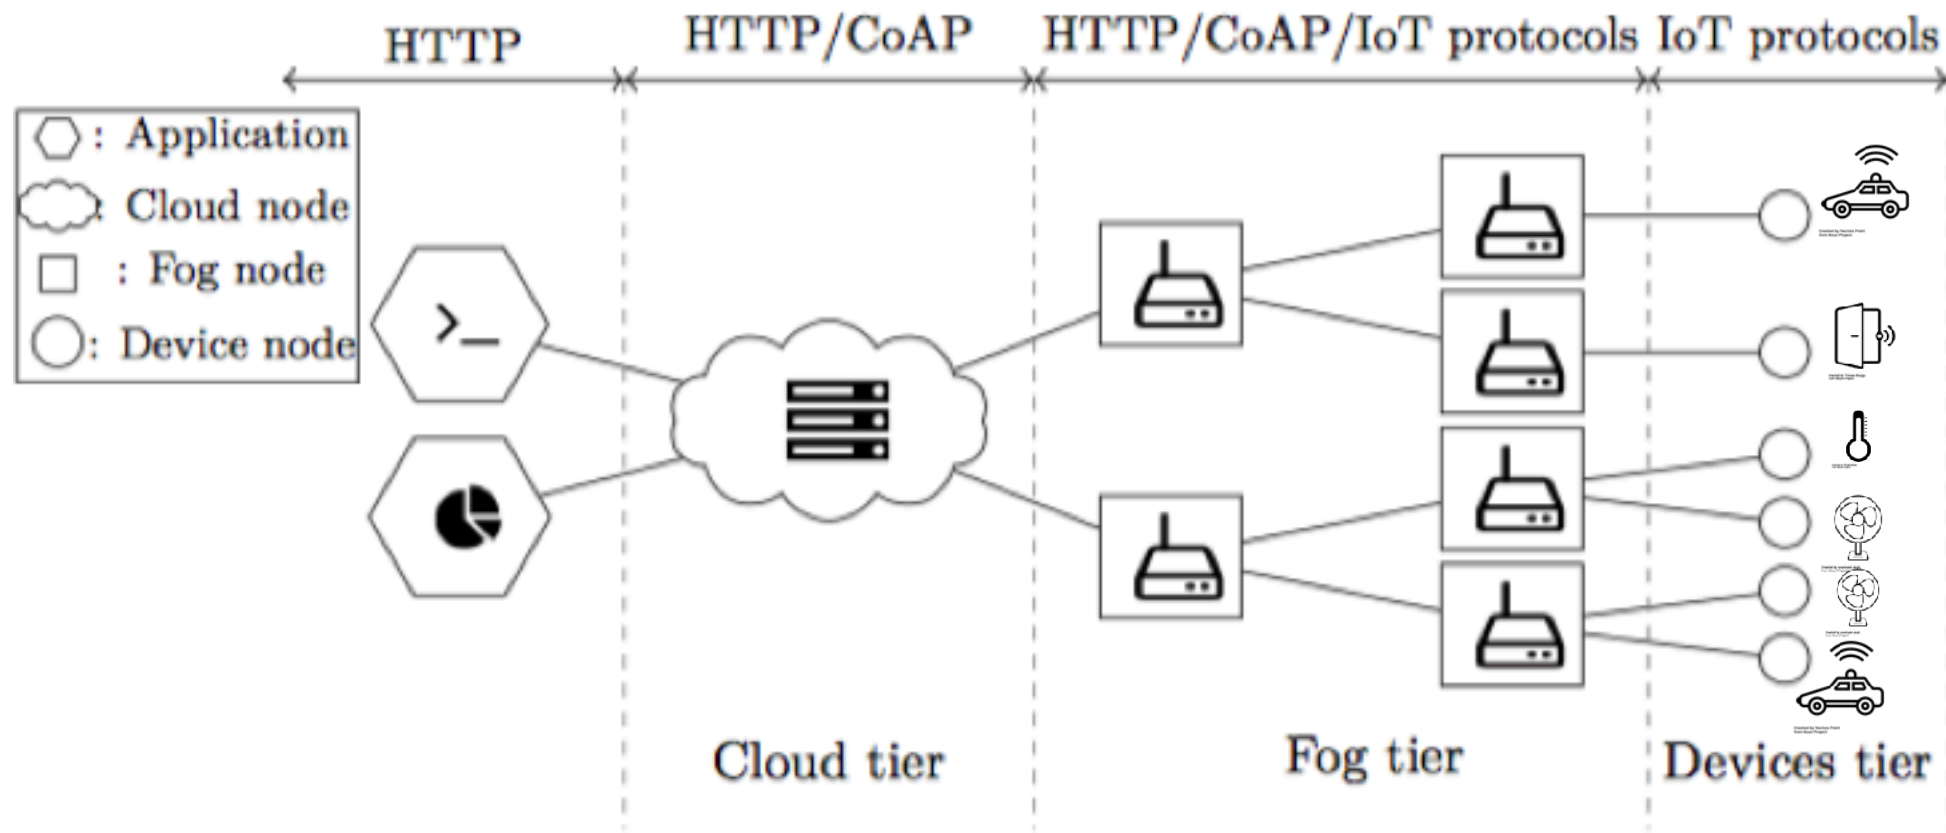 HTTP
HTTP/CoAP
HTTP/CoAP/IoT protocols
IoT protocols
: Application
: Cloud node
: Fog node
: Device node
>_
Cloud tier
Fog tier
Devices tier